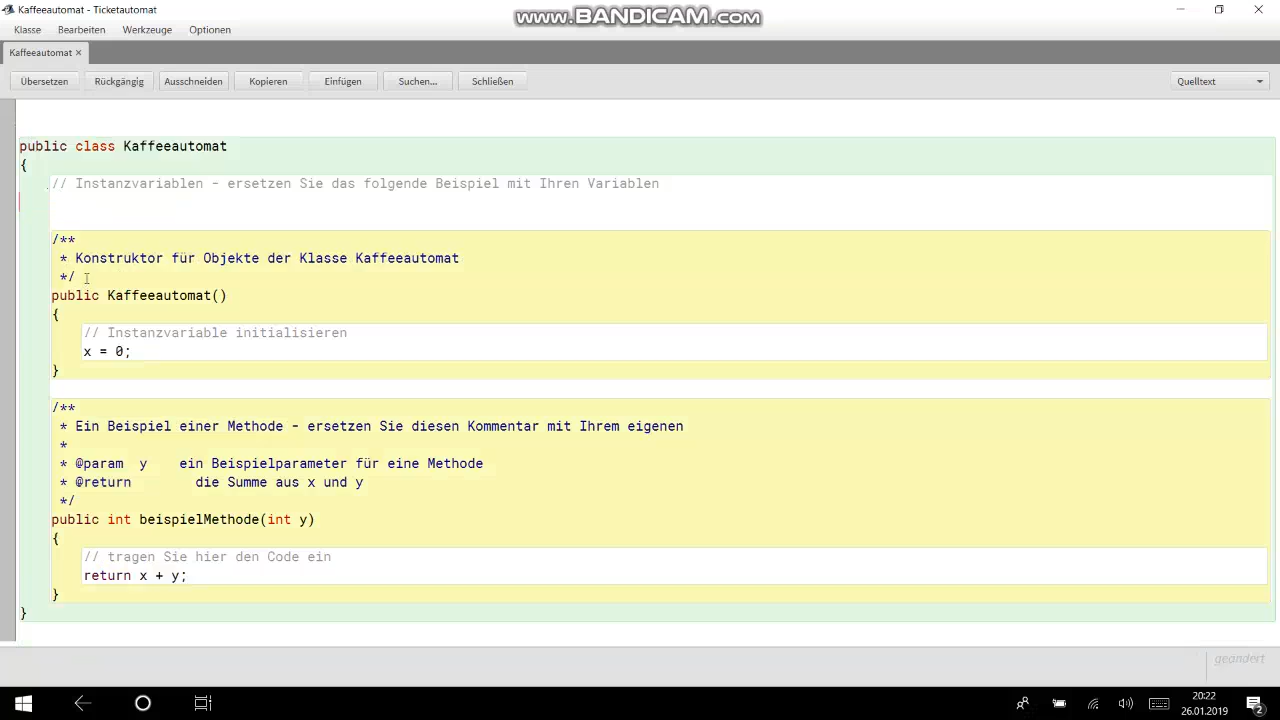 Kaffeeautomat - Ticketautomat
www.BANDICAM.com
Klasse Bearbeiten Werkzeuge Optionen
Kaffeeautomat ×
Übersetzen Rückgängig Ausschneiden Kopieren Einfügen Suchen... Schließen Quelltext
public class Kaffeeautomat
{
// Instanzvariablen - ersetzen Sie das folgende Beispiel mit Ihren Variablen
/**
* Konstruktor für Objekte der Klasse Kaffeeautomat
*/
public Kaffeeautomat()
{
// Instanzvariable initialisieren
x = 0;
}
/**
* Ein Beispiel einer Methode - ersetzen Sie diesen Kommentar mit Ihrem eigenen
*
* @param y ein Beispielparameter für eine Methode
* @return die Summe aus x und y
*/
public int beispielMethode(int y)
{
// tragen Sie hier den Code ein
return x + y;
}
}
geändert
20:22
26.01.2019
2